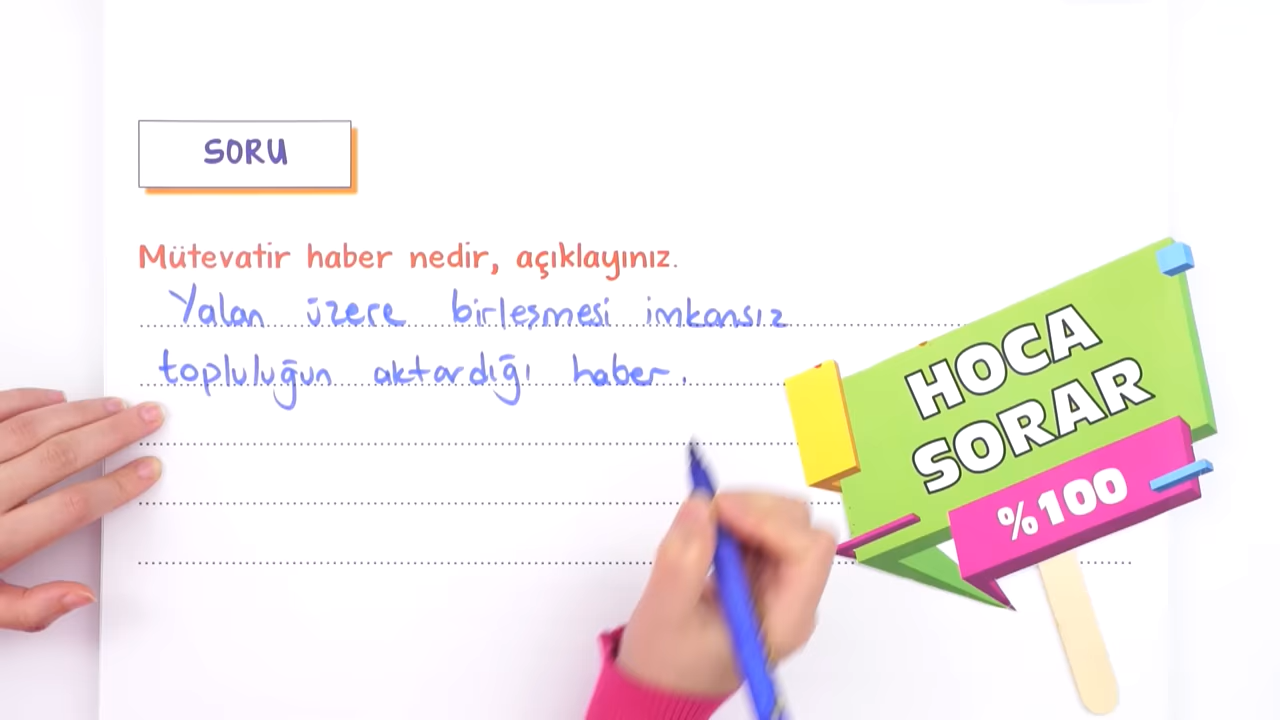 SORU
Mütevatir haber nedir, açıklayınız.
Yalan üzere birleşmesi imkansız
topluluğun aktardığı haber.
HOCA
SORAR
%100